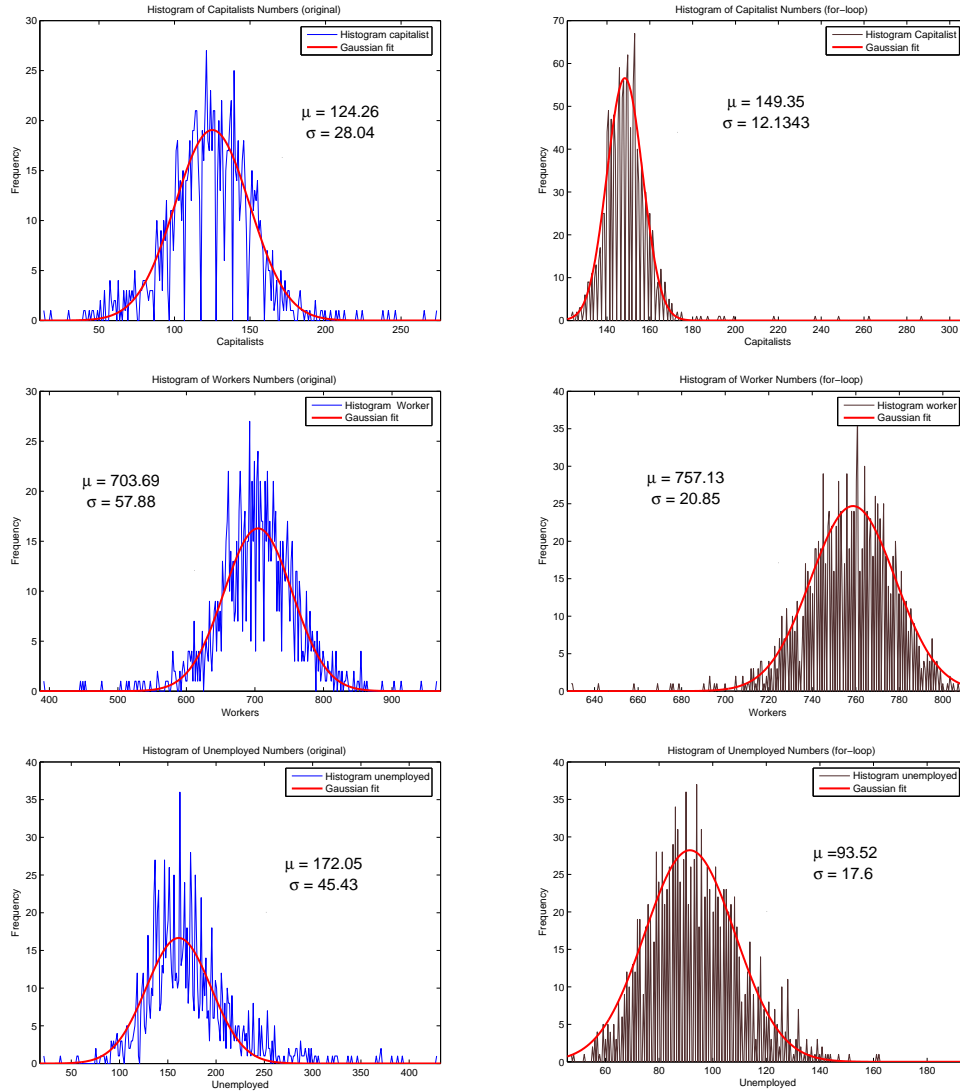 Histogram of Capitalists Numbers (original)
30
25
20
15
10
5
0
Frequency
50 100 150 200 250
Capitalists
Histogram capitalist
Gaussian fit
μ = 124.26
σ = 28.04
Histogram of Capitalist Numbers (for−loop)
70
60
50
40
30
20
10
0
Frequency
140 160 180 200 220 240 260 280 300
Capitalists
Histogram Capitalist
Gaussian fit
μ = 149.35
σ = 12.1343
Histogram of Workers Numbers (original)
30
25
20
15
10
5
0
Frequency
400 500 600 700 800 900
Workers
Histogram Worker
Gaussian fit
μ = 703.69
σ = 57.88
Histogram of Worker Numbers (for−loop)
40
35
30
25
20
15
10
5
0
Frequency
640 660 680 700 720 740 760 780 800
Workers
Histogram worker
Gaussian fit
μ = 757.13
σ = 20.85
Histogram of Unemployed Numbers (original)
40
35
30
25
20
15
10
5
0
Frequency
50 100 150 200 250 300 350 400
Unemployed
Histogram unemployed
Gaussian fit
μ = 172.05
σ = 45.43
Histogram of Unemployed Numbers (for−loop)
40
35
30
25
20
15
10
5
0
Frequency
60 80 100 120 140 160 180
Unemployed
Histogram unemployed
Gaussian fit
μ =93.52
σ = 17.6